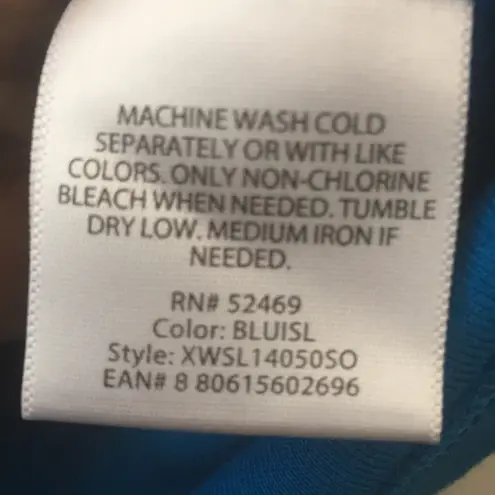 MACHINE WASH COLD
SEPARATELY OR WITH LIKE
COLORS. ONLY NON-CHLORINE
BLEACH WHEN NEEDED. TUMBLE
DRY LOW. MEDIUM IRON IF
NEEDED.
RN# 52469
Color: BLUISL
Style: XWSL14050SO
EAN# 8 80615602696